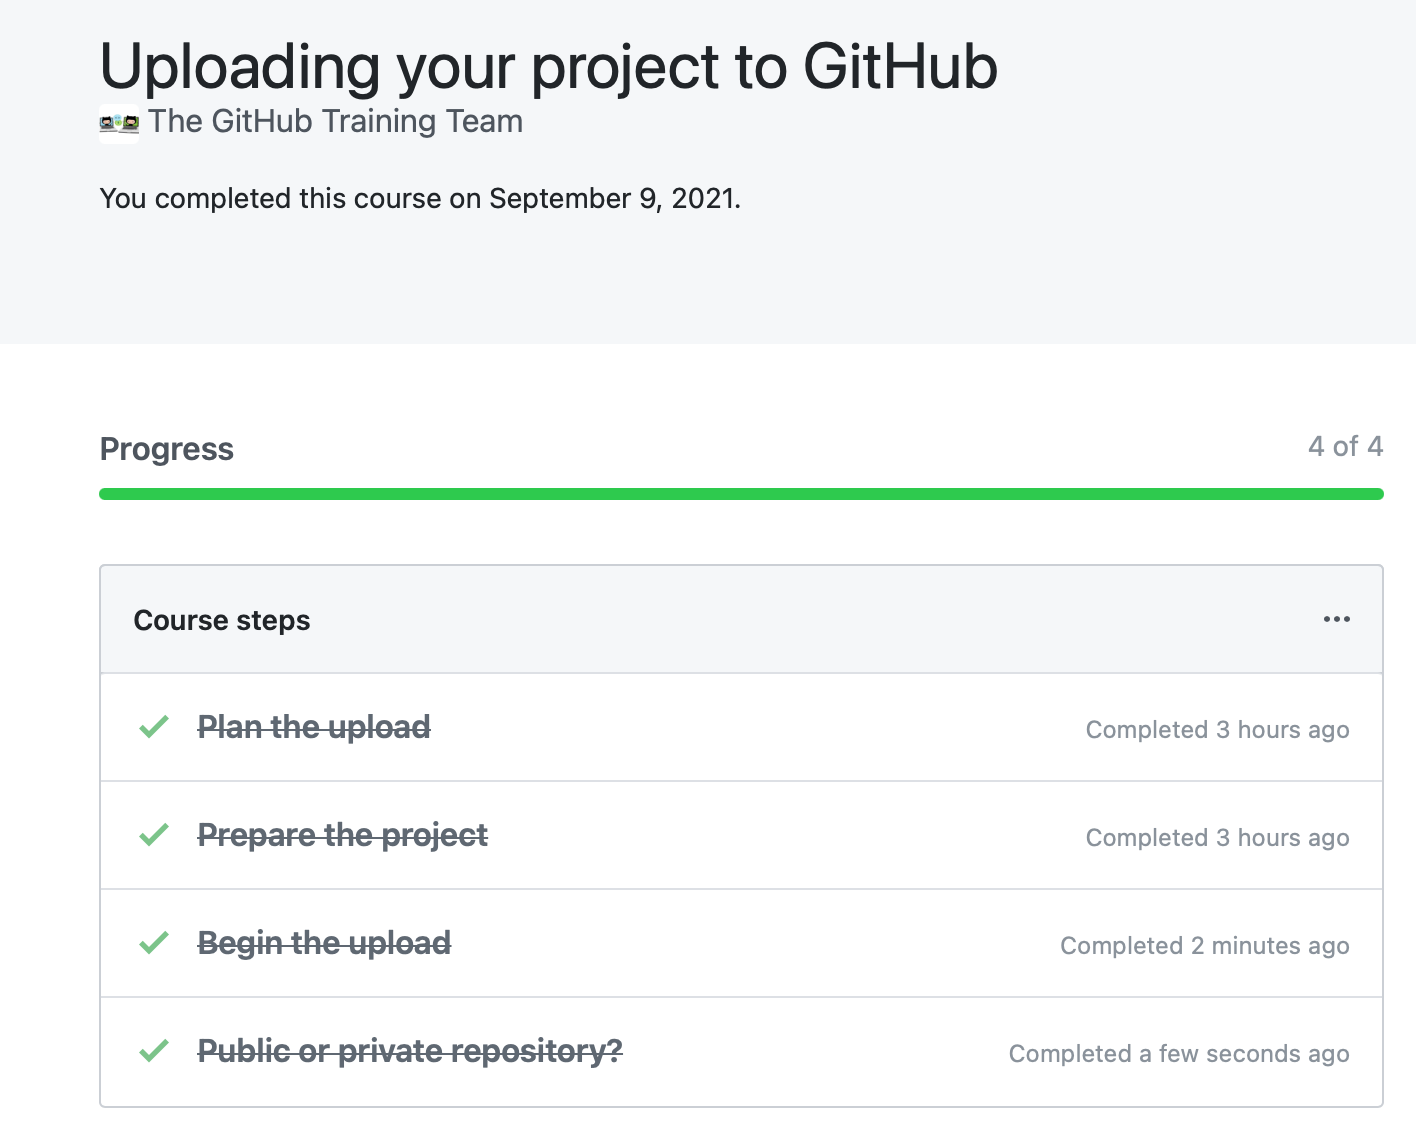 Uploading your project to GitHub
The GitHub Training Team
You completed this course on September 9, 2021.
Progress
4 of 4
Course steps
Plan the upload
Completed 3 hours ago
Prepare the project
Completed 3 hours ago
Begin the upload
Completed 2 minutes ago
Public or private repository?
Completed a few seconds ago